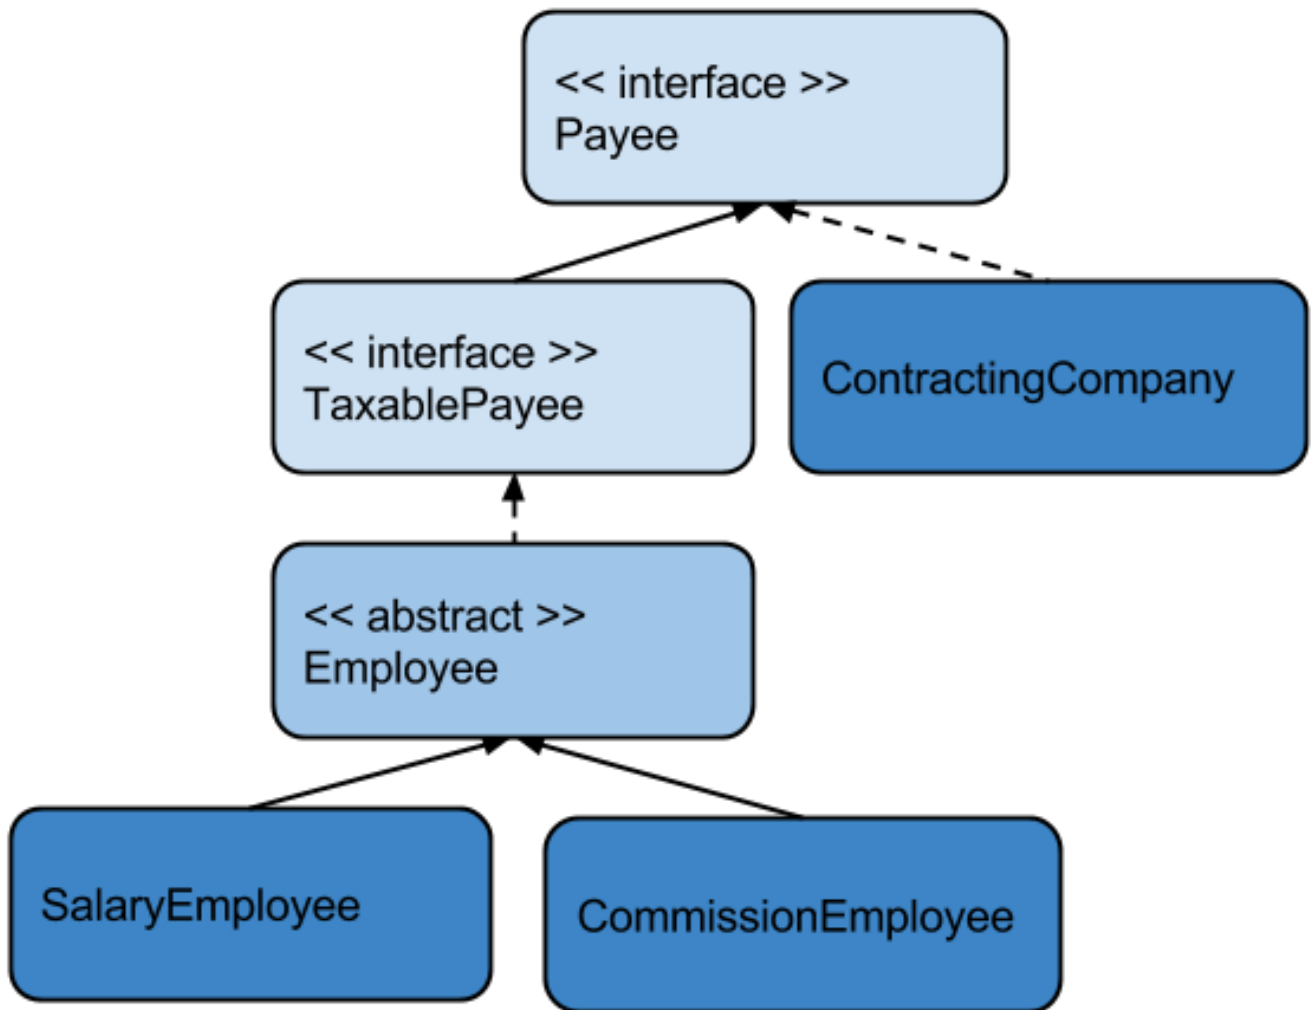 << interface >>
Payee
<< interface >>
TaxablePayee
ContractingCompany
<< abstract >>
Employee
SalaryEmployee
CommissionEmployee